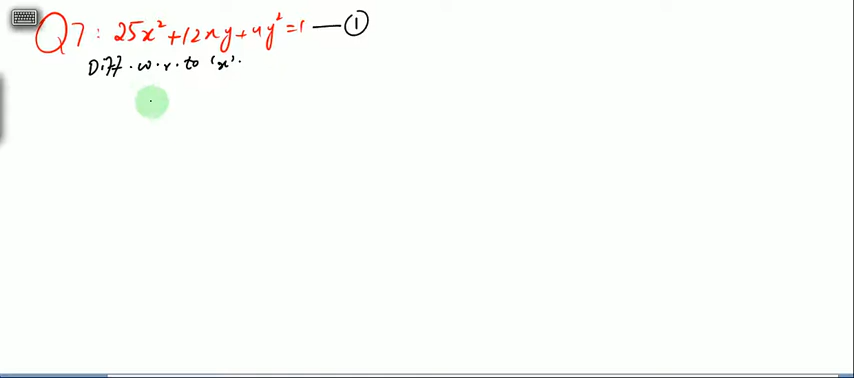 Q7: 25x²+12xy+4y²=1 — ①
Diff. w.r.to 'x'.